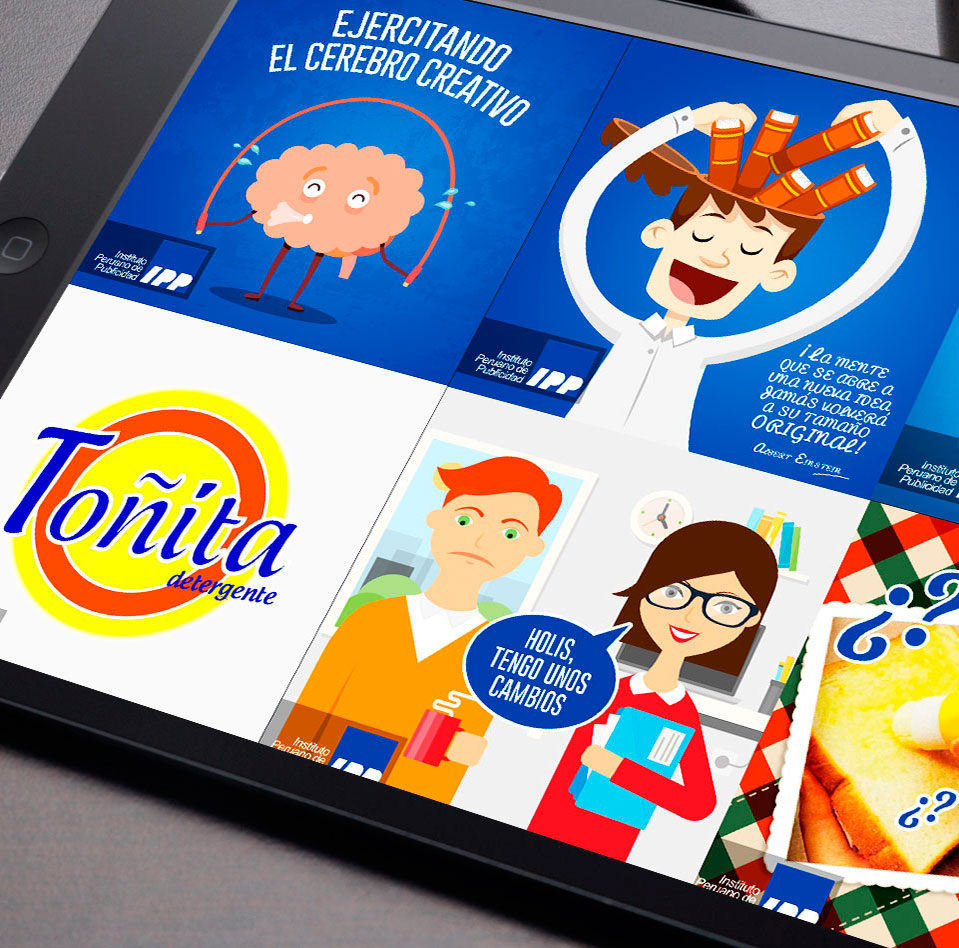 EJERCITANDO
EL CEREBRO CREATIVO
Instituto
Peruano de
Publicidad
IPP
¡La mente
que se abre a
una nueva idea
jamás volverá
a su tamaño
ORIGINAL!
Albert Einstein
Instituto
Peruano de
Publicidad
IPP
Instituto
Peruano de
Publicidad
Toñita
detergente
HOLIS,
TENGO UNOS
CAMBIOS
Instituto
Peruano de
IPP
¿?
¿?
Instituto
Peruano de
IPP